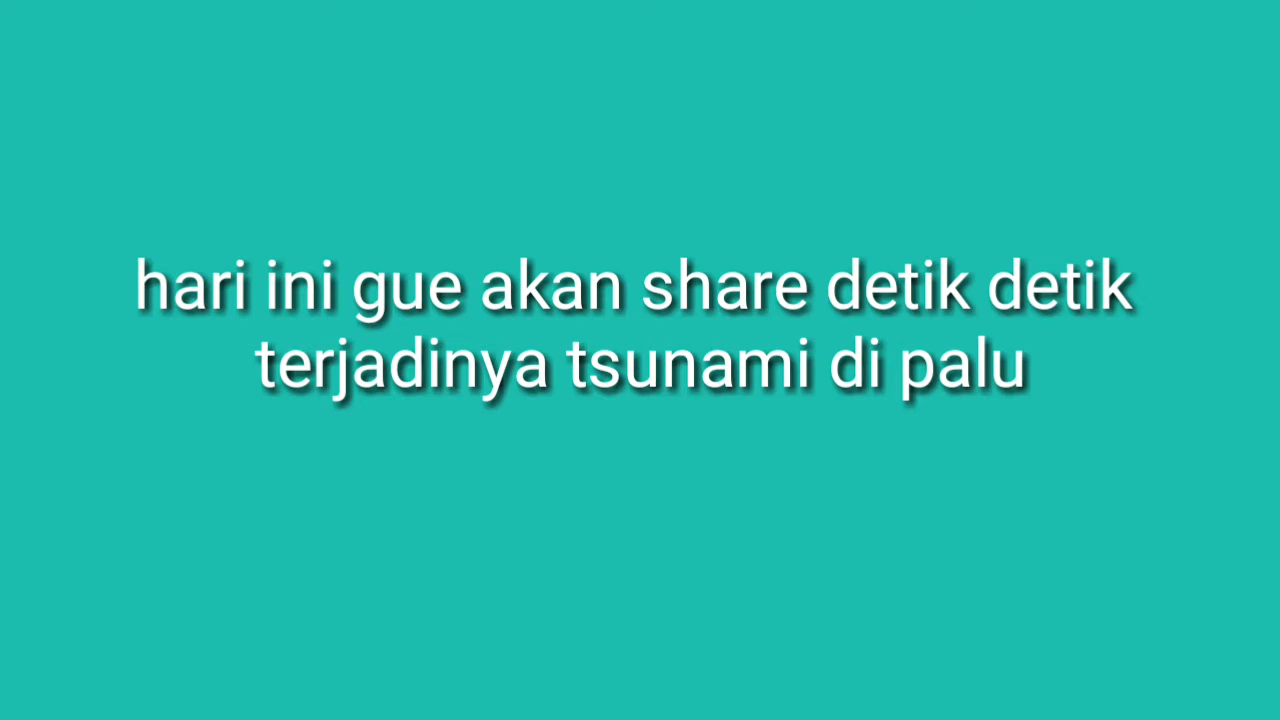 hari ini gue akan share detik detik
terjadinya tsunami di palu